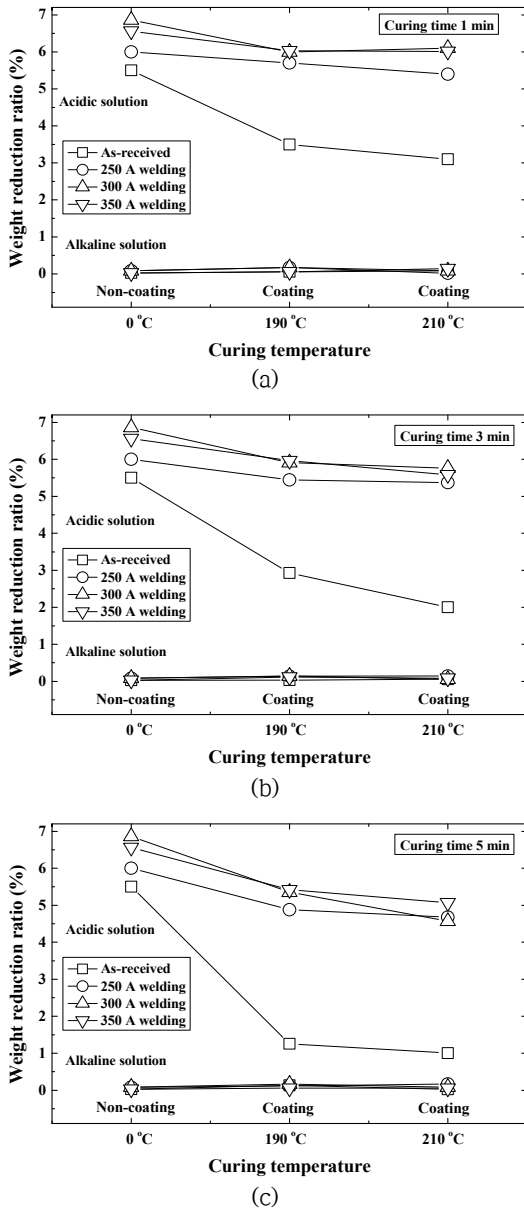 7
Curing time 1 min
6
5
Acidic solution
4
As-received
3
250 A welding
300 A welding
2
350 A welding
1
Alkaline solution
0
Non-coating Coating Coating
0 °C 190 °C 210 °C
Weight reduction ratio (%)
Curing temperature
(a)
7
Curing time 3 min
6
5
Acidic solution
4
As-received
3
250 A welding
300 A welding
2
350 A welding
1
Alkaline solution
0
Non-coating Coating Coating
0 °C 190 °C 210 °C
Weight reduction ratio (%)
Curing temperature
(b)
7
Curing time 5 min
6
5
Acidic solution
4
As-received
3
250 A welding
300 A welding
2
350 A welding
1
Alkaline solution
0
Non-coating Coating Coating
0 °C 190 °C 210 °C
Weight reduction ratio (%)
Curing temperature
(c)